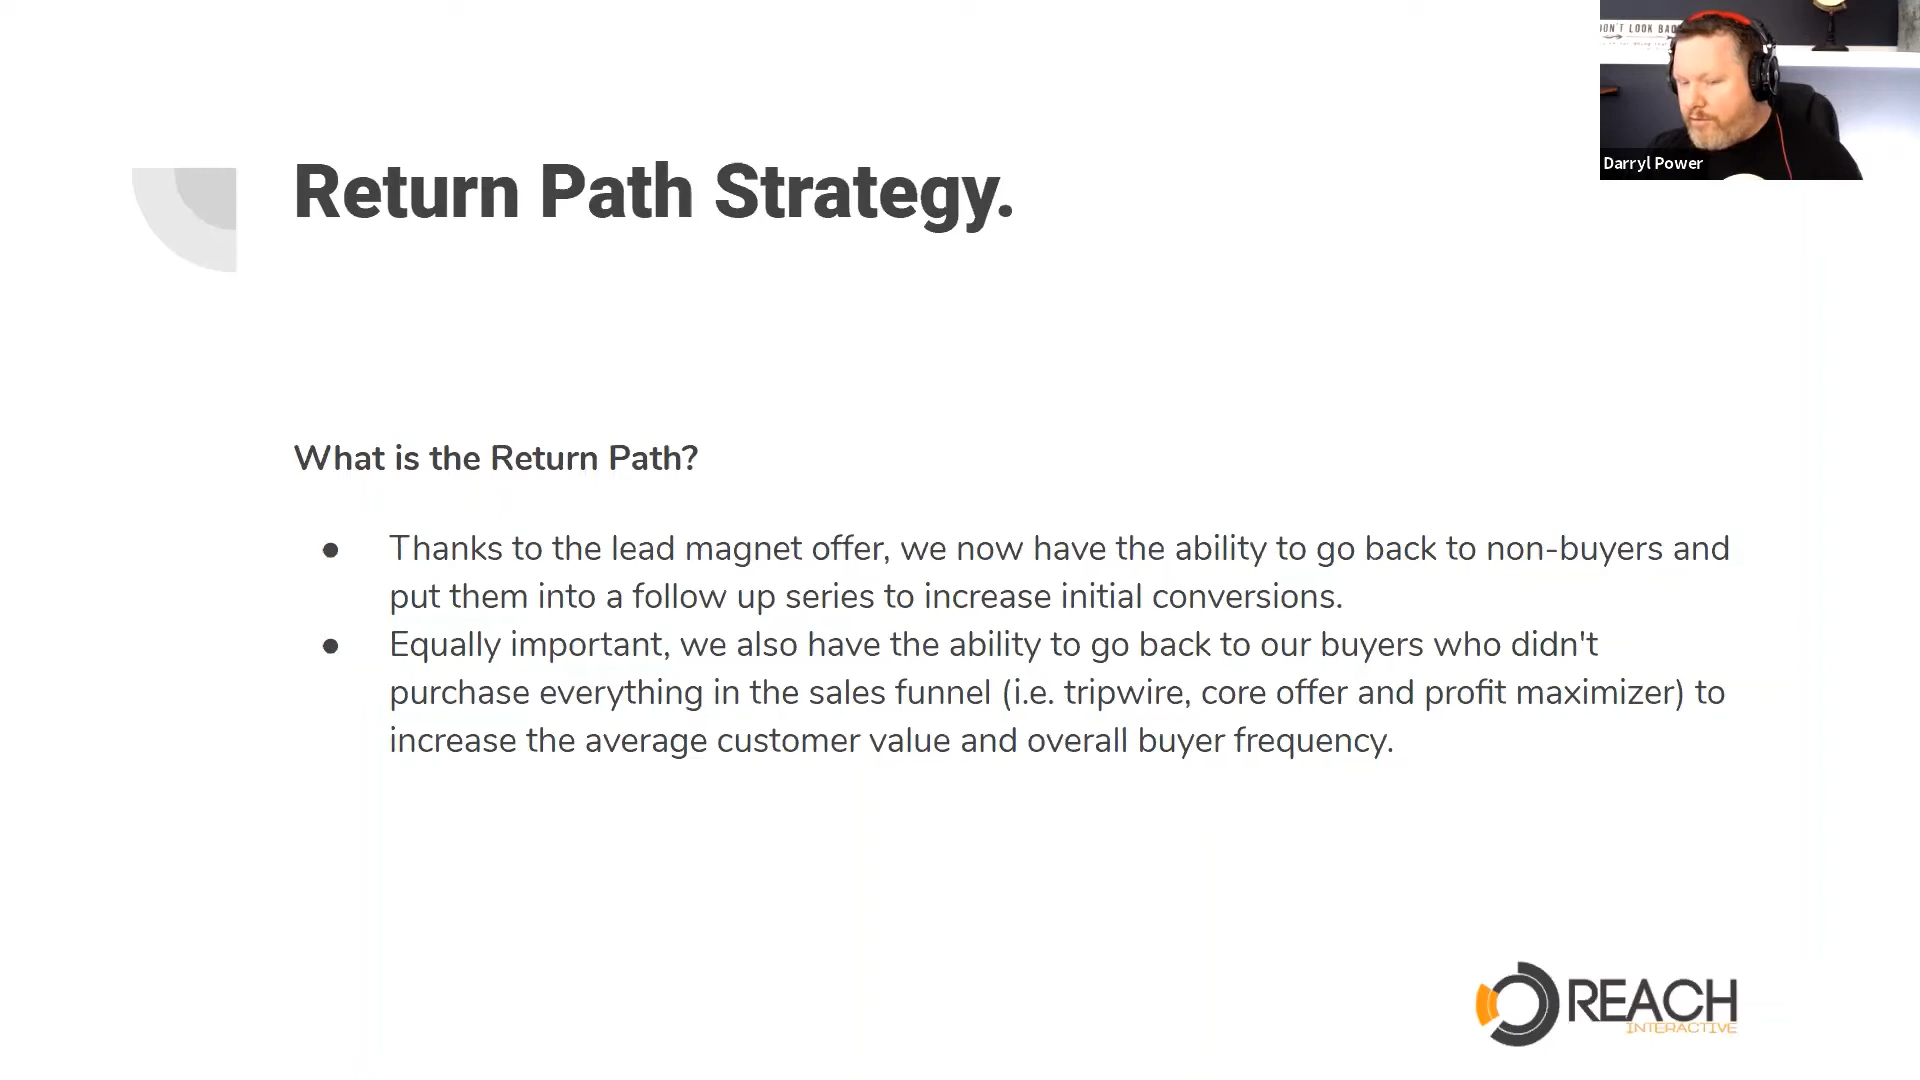 DON'T LOOK BAC
Darryl Power
Return Path Strategy.
What is the Return Path?
● Thanks to the lead magnet offer, we now have the ability to go back to non-buyers and
put them into a follow up series to increase initial conversions.
● Equally important, we also have the ability to go back to our buyers who didn't
purchase everything in the sales funnel (i.e. tripwire, core offer and profit maximizer) to
increase the average customer value and overall buyer frequency.
REACH
INTERACTIVE